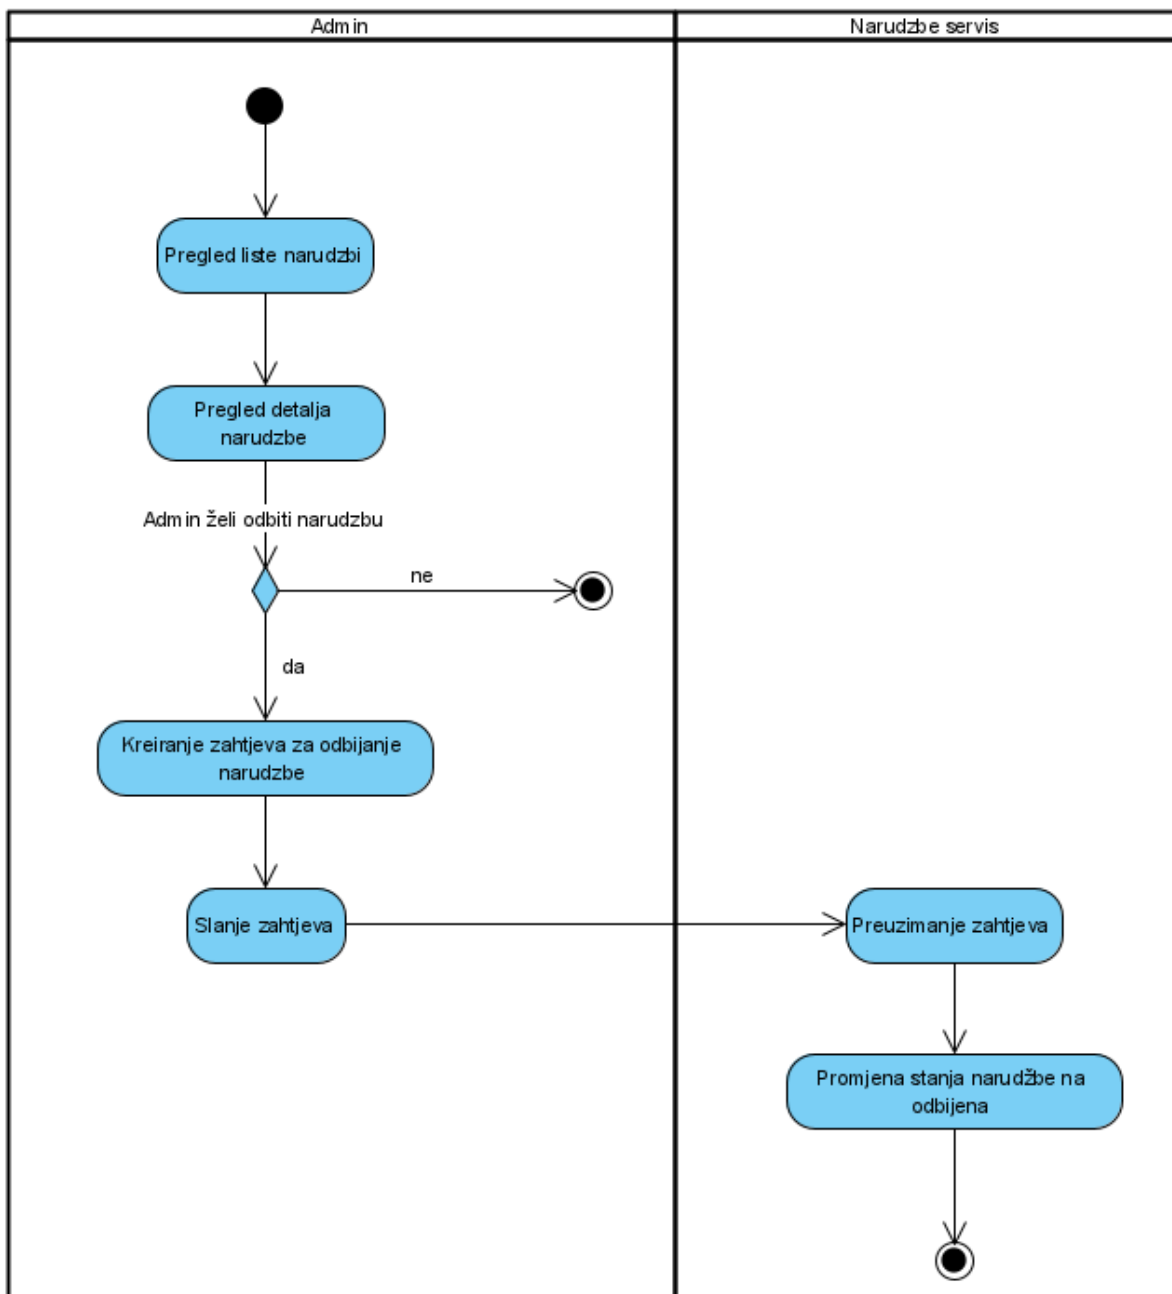 Admin
Narudzbe servis
Pregled liste narudzbi
Pregled detalja
narudzbe
Admin želi odbiti narudzbu
ne
da
Kreiranje zahtjeva za odbijanje
narudzbe
Slanje zahtjeva
Preuzimanje zahtjeva
Promjena stanja narudžbe na
odbijena